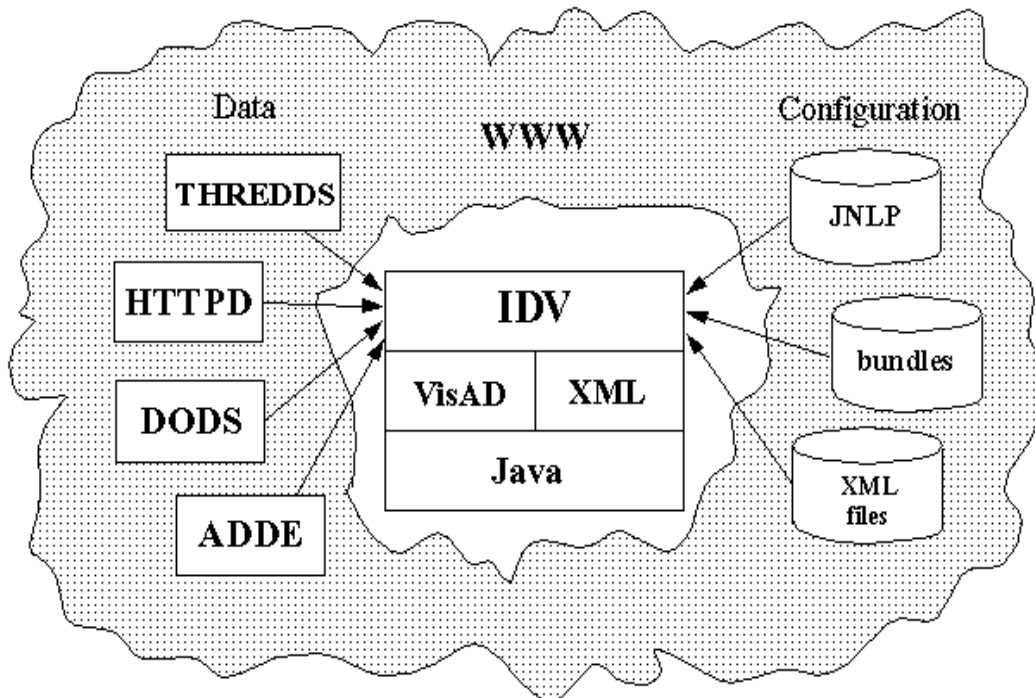 Data
WWW
Configuration
THREDDS
HTTPD
DODS
ADDE
IDV
VisAD
XML
Java
JNLP
bundles
XML
files